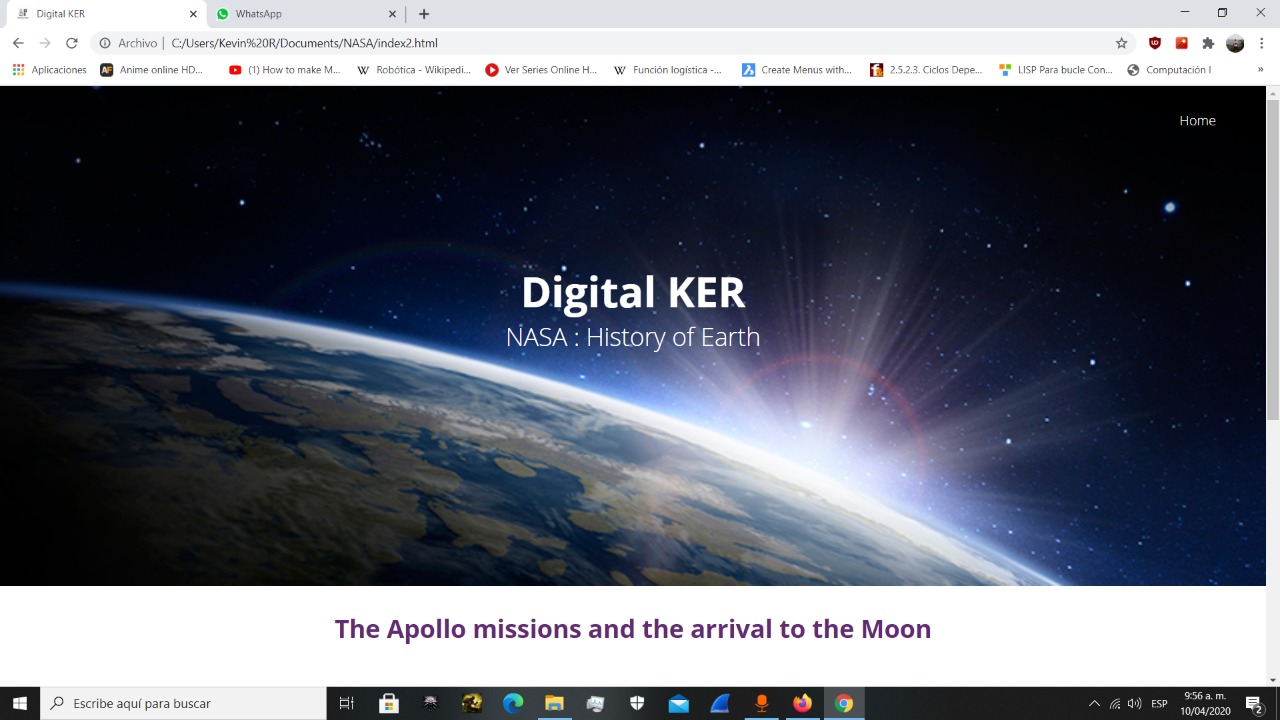 Digital KER
WhatsApp
Archivo | C:/Users/Kevin%20R/Documents/NASA/index2.html
Aplicaciones
Anime online HD...
(1) How to make M...
Robótica - Wikipedi...
Ver Series Online H...
Función logística -...
Create Menus with...
2.5.2.3. Ciclos Depe...
LISP Para bucle Con...
Computación I
»
Home
Digital KER
NASA : History of Earth
The Apollo missions and the arrival to the Moon
Escribe aquí para buscar
ESP
9:56 a. m.
10/04/2020
2